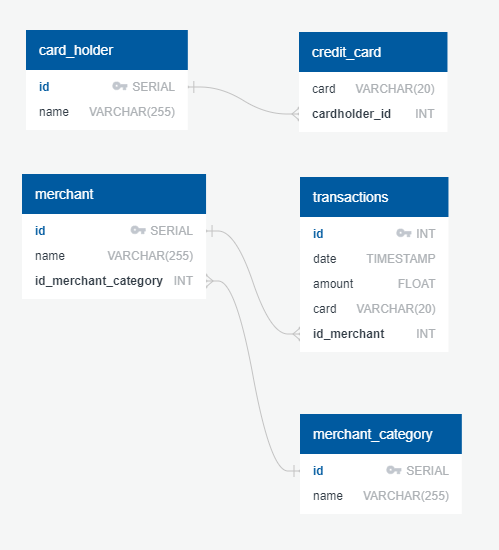 card_holder
id SERIAL
name VARCHAR(255)
credit_card
card VARCHAR(20)
cardholder_id INT
merchant
id SERIAL
name VARCHAR(255)
id_merchant_category INT
transactions
id INT
date TIMESTAMP
amount FLOAT
card VARCHAR(20)
id_merchant INT
merchant_category
id SERIAL
name VARCHAR(255)